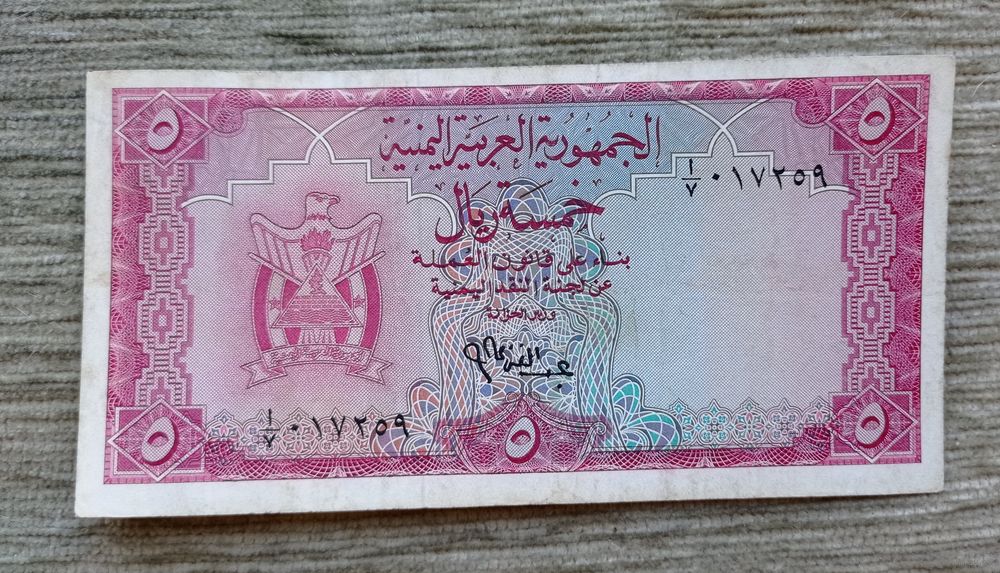 ٥
٥
الجمهورية العربية اليمنية
١/٧ ٠١٧٢٥٩
خمسة ريال
بناء على قانون العملة
عن لجنة النقد اليمنية
وزير الخزانة
١/٧ ٠١٧٢٥٩
٥
٥
٥